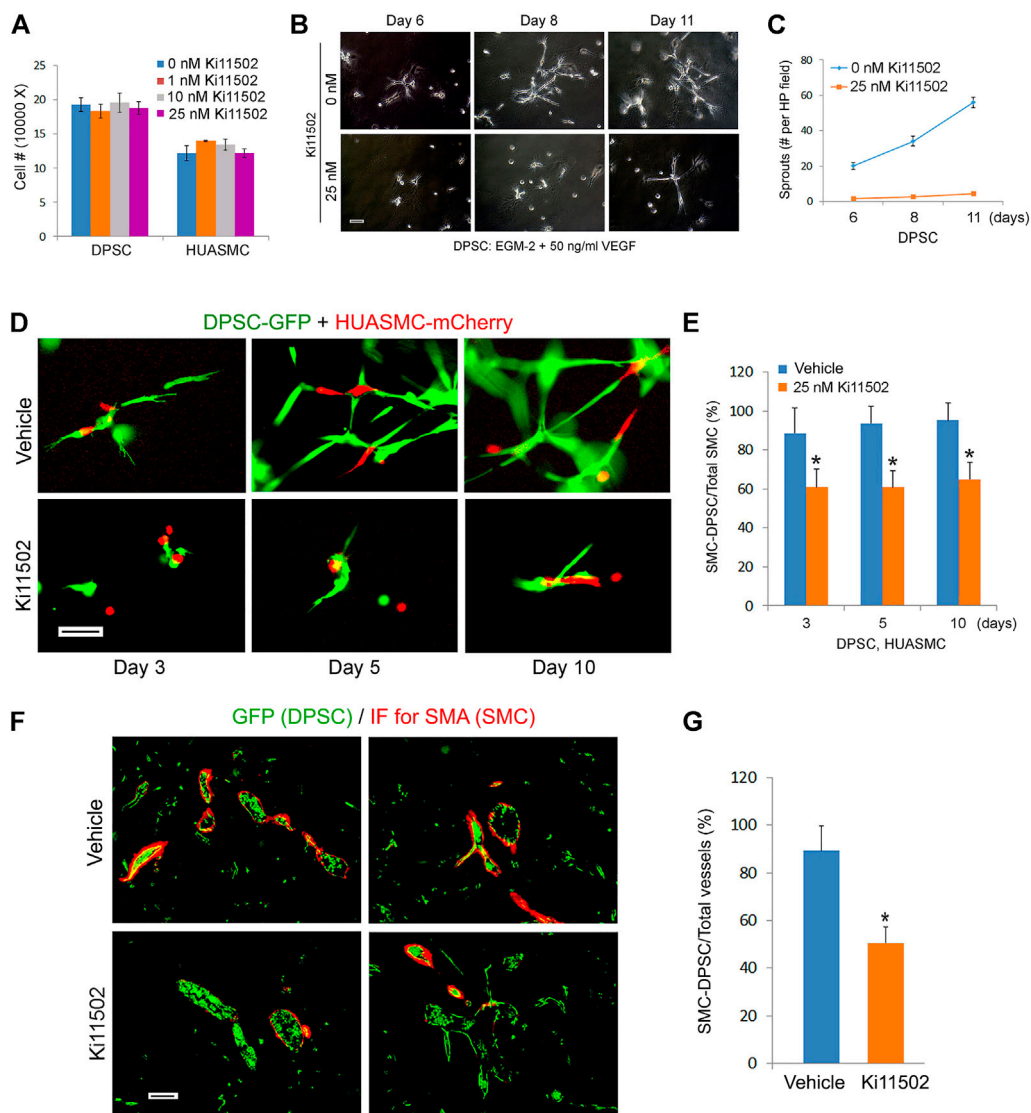 A
0 nM Ki11502
1 nM Ki11502
10 nM Ki11502
25 nM Ki11502
Cell # (10000 X)
25
20
15
10
5
0
DPSC HUASMC
B
Day 6 Day 8 Day 11
Ki11502
0 nM
25 nM
DPSC: EGM-2 + 50 ng/ml VEGF
C
0 nM Ki11502
25 nM Ki11502
Sprouts (# per HP field)
80
60
40
20
0
6 8 11 (days)
DPSC
D
DPSC-GFP + HUASMC-mCherry
Vehicle
Ki11502
Day 3 Day 5 Day 10
E
Vehicle
25 nM Ki11502
SMC-DPSC/Total SMC (%)
120
100
80
60
40
20
0
* * *
3 5 10 (days)
DPSC, HUASMC
F
GFP (DPSC) / IF for SMA (SMC)
Vehicle
Ki11502
G
SMC-DPSC/Total vessels (%)
120
100
80
60
40
20
0
*
Vehicle Ki11502